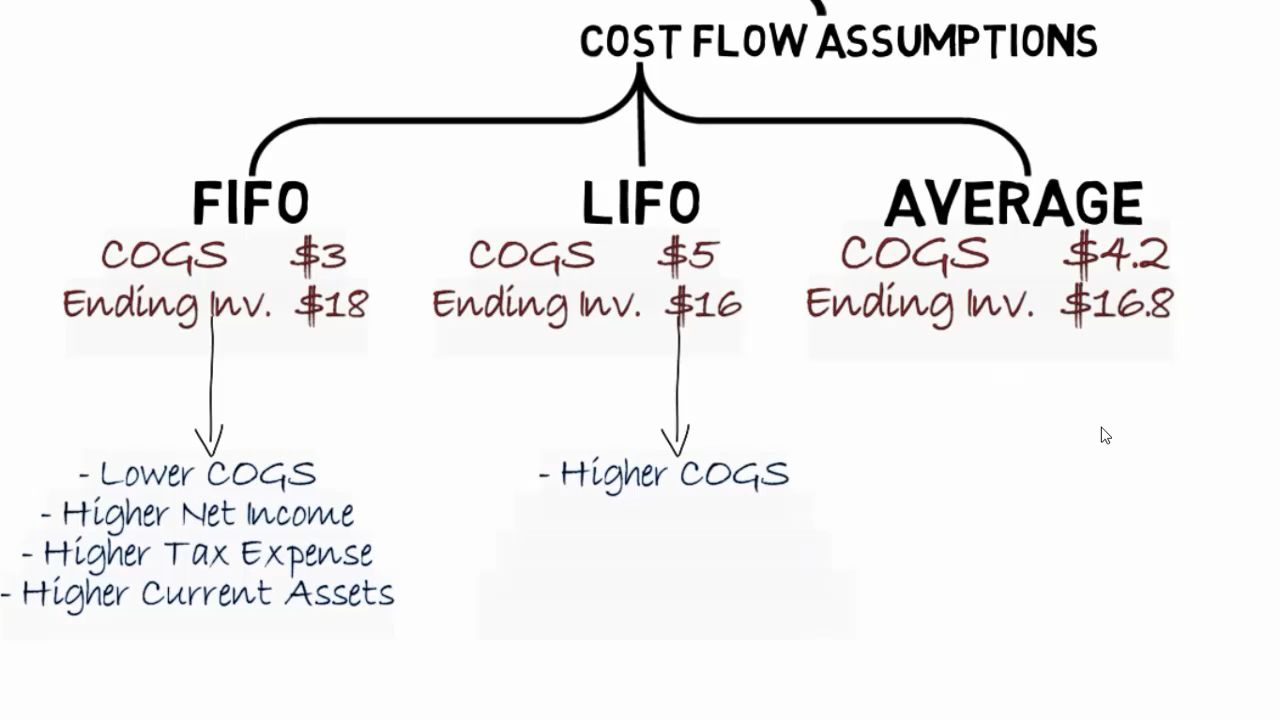 COST FLOW ASSUMPTIONS
FIFO
COGS $3
Ending Inv. $18
- Lower COGS
- Higher Net Income
- Higher Tax Expense
- Higher Current Assets
LIFO
COGS $5
Ending Inv. $16
- Higher COGS
AVERAGE
COGS $4.2
Ending Inv. $16.8